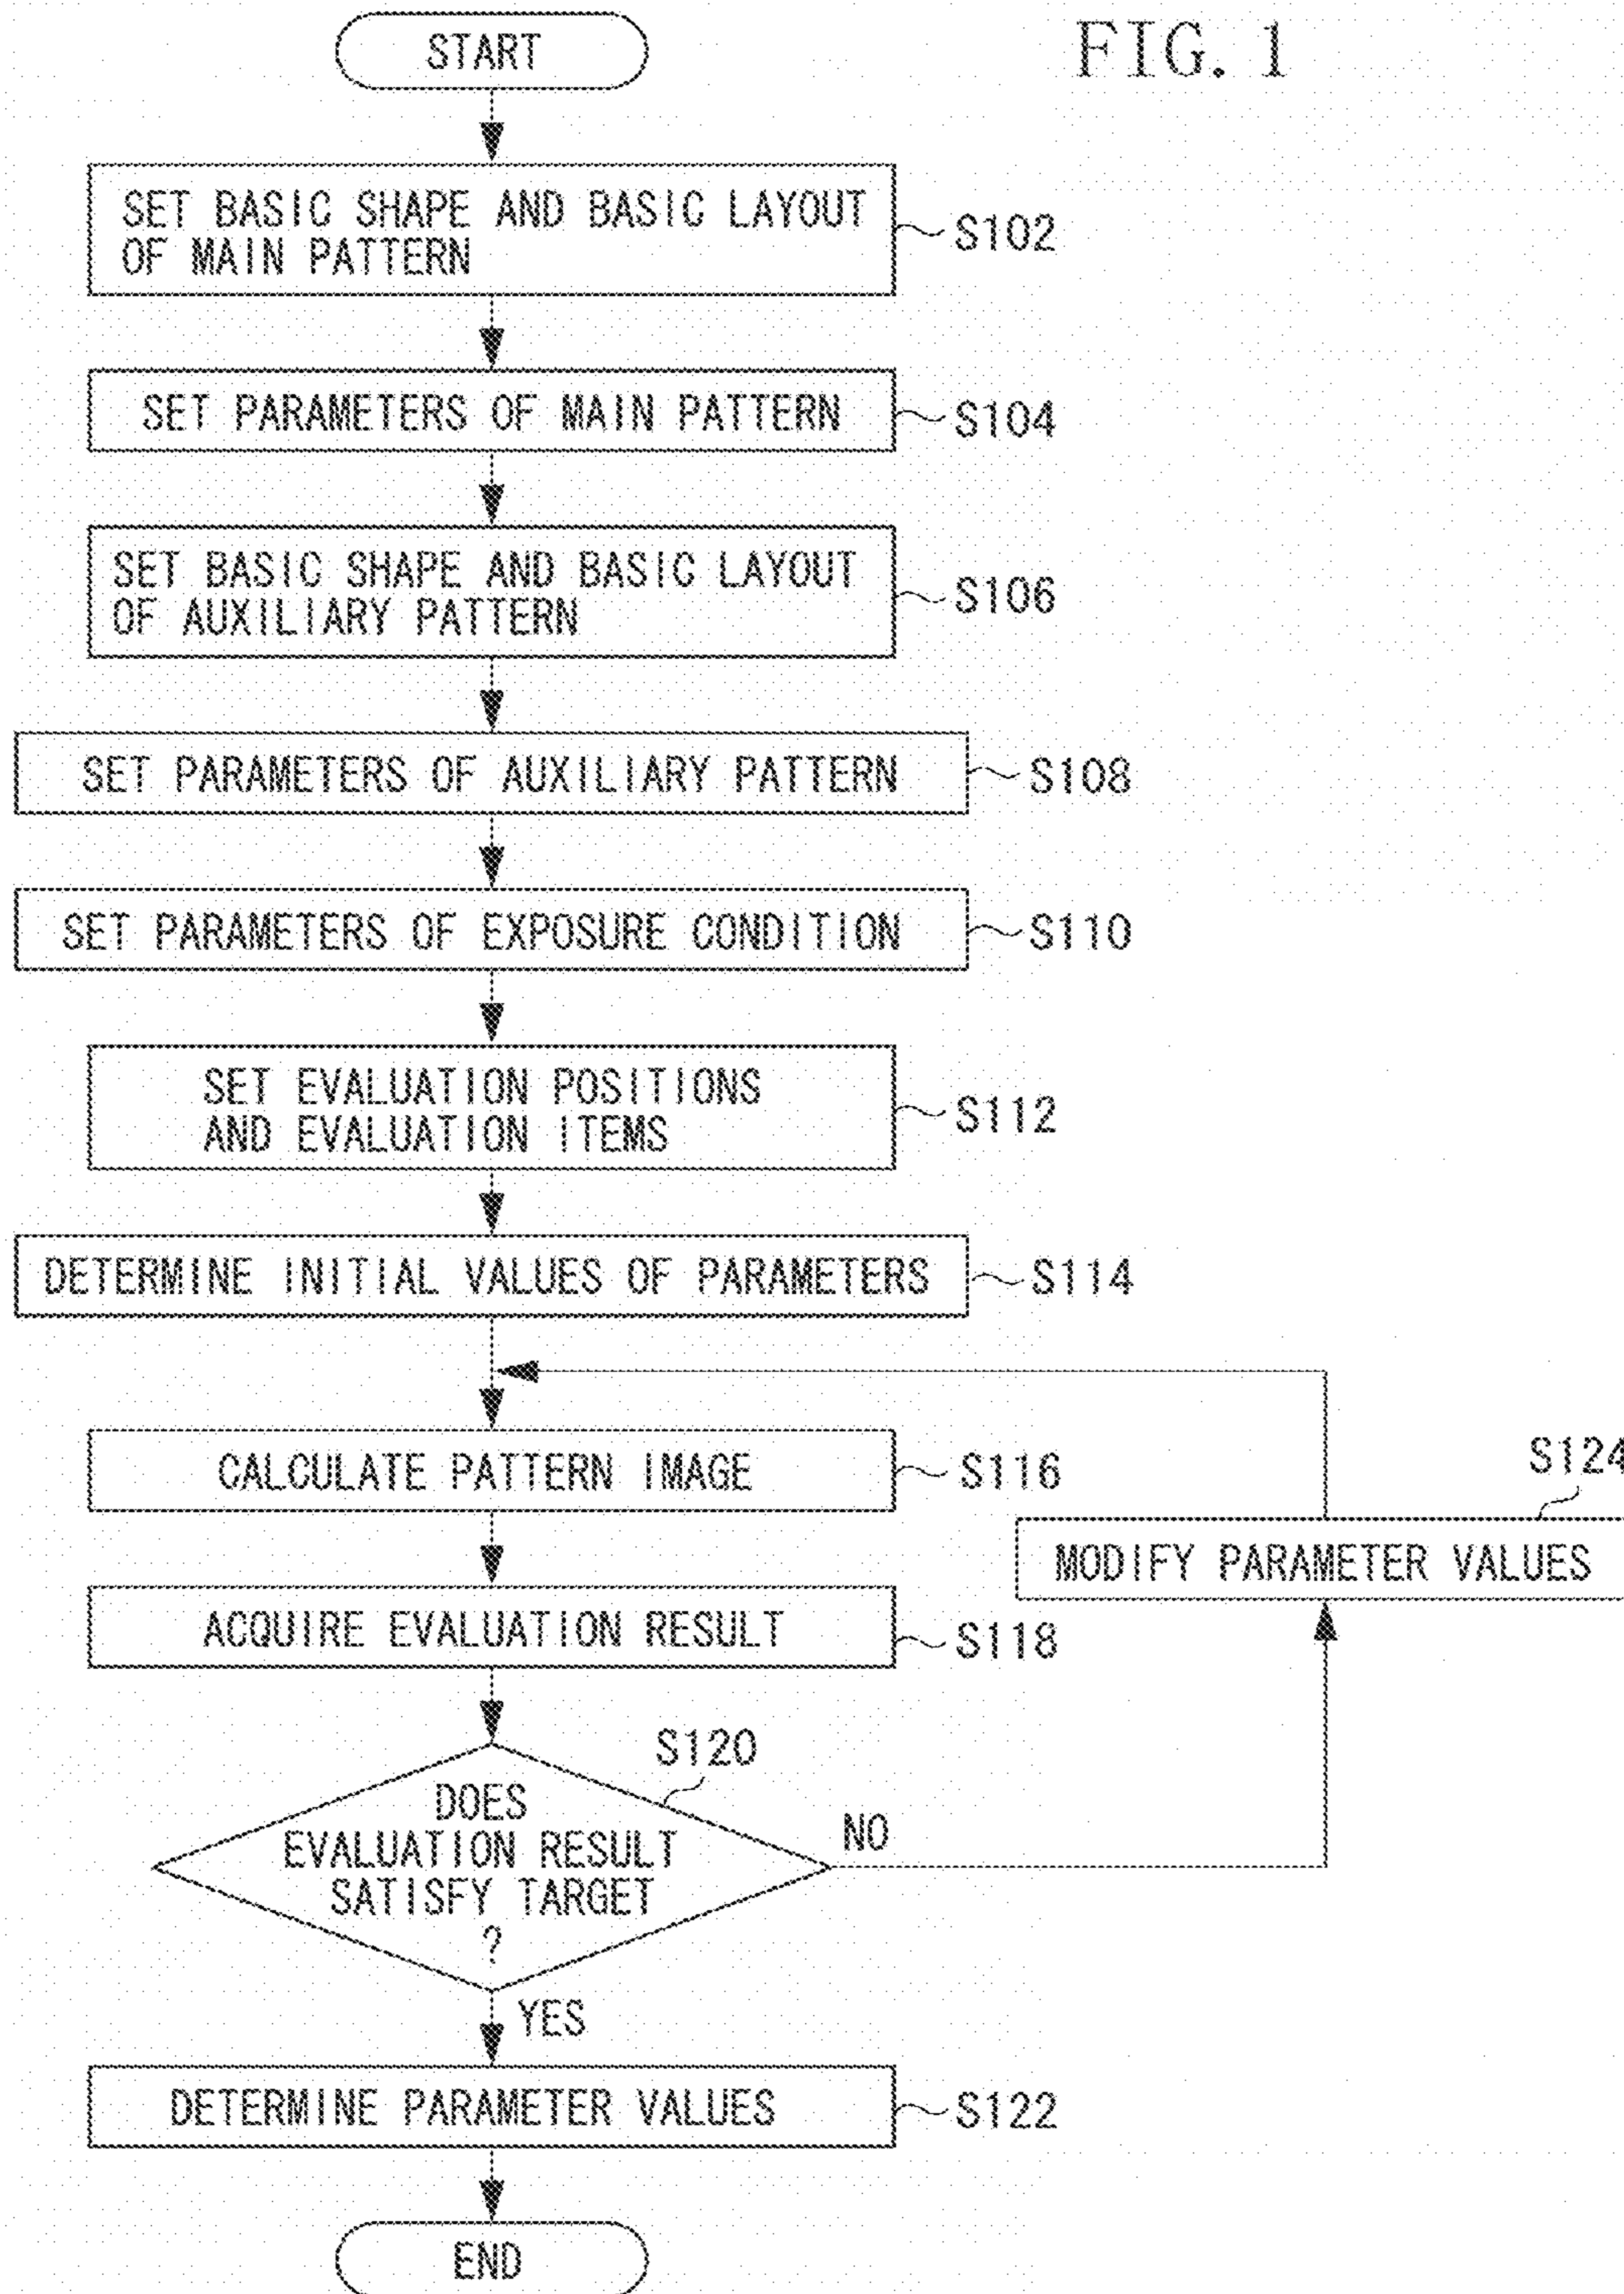 FIG. 1
START
SET BASIC SHAPE AND BASIC LAYOUT
OF MAIN PATTERN
S102
SET PARAMETERS OF MAIN PATTERN
S104
SET BASIC SHAPE AND BASIC LAYOUT
OF AUXILIARY PATTERN
S106
SET PARAMETERS OF AUXILIARY PATTERN
S108
SET PARAMETERS OF EXPOSURE CONDITION
S110
SET EVALUATION POSITIONS
AND EVALUATION ITEMS
S112
DETERMINE INITIAL VALUES OF PARAMETERS
S114
CALCULATE PATTERN IMAGE
S116
S124
MODIFY PARAMETER VALUES
ACQUIRE EVALUATION RESULT
S118
S120
DOES
EVALUATION RESULT
SATISFY TARGET
?
NO
YES
DETERMINE PARAMETER VALUES
S122
END